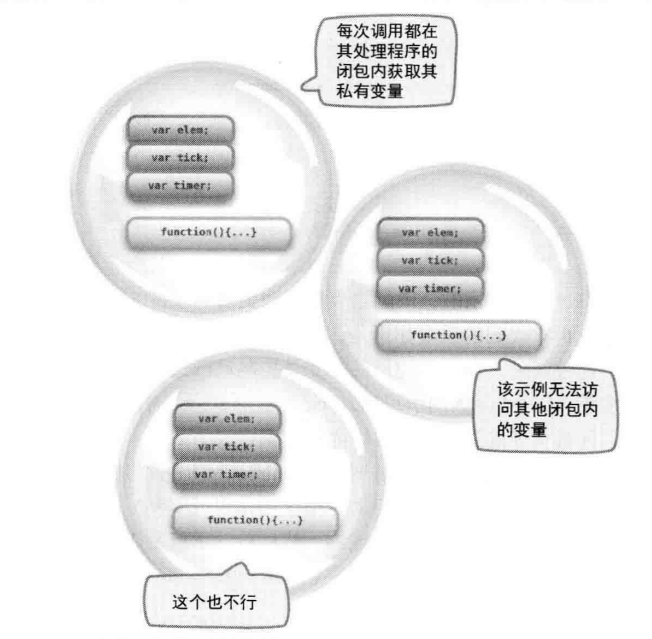 每次调用都在
其处理程序的
闭包内获取其
私有变量
var elem;
var tick;
var timer;
function(){...}
var elem;
var tick;
var timer;
function(){...}
该示例无法访
问其他闭包内
的变量
var elem;
var tick;
var timer;
function(){...}
这个也不行